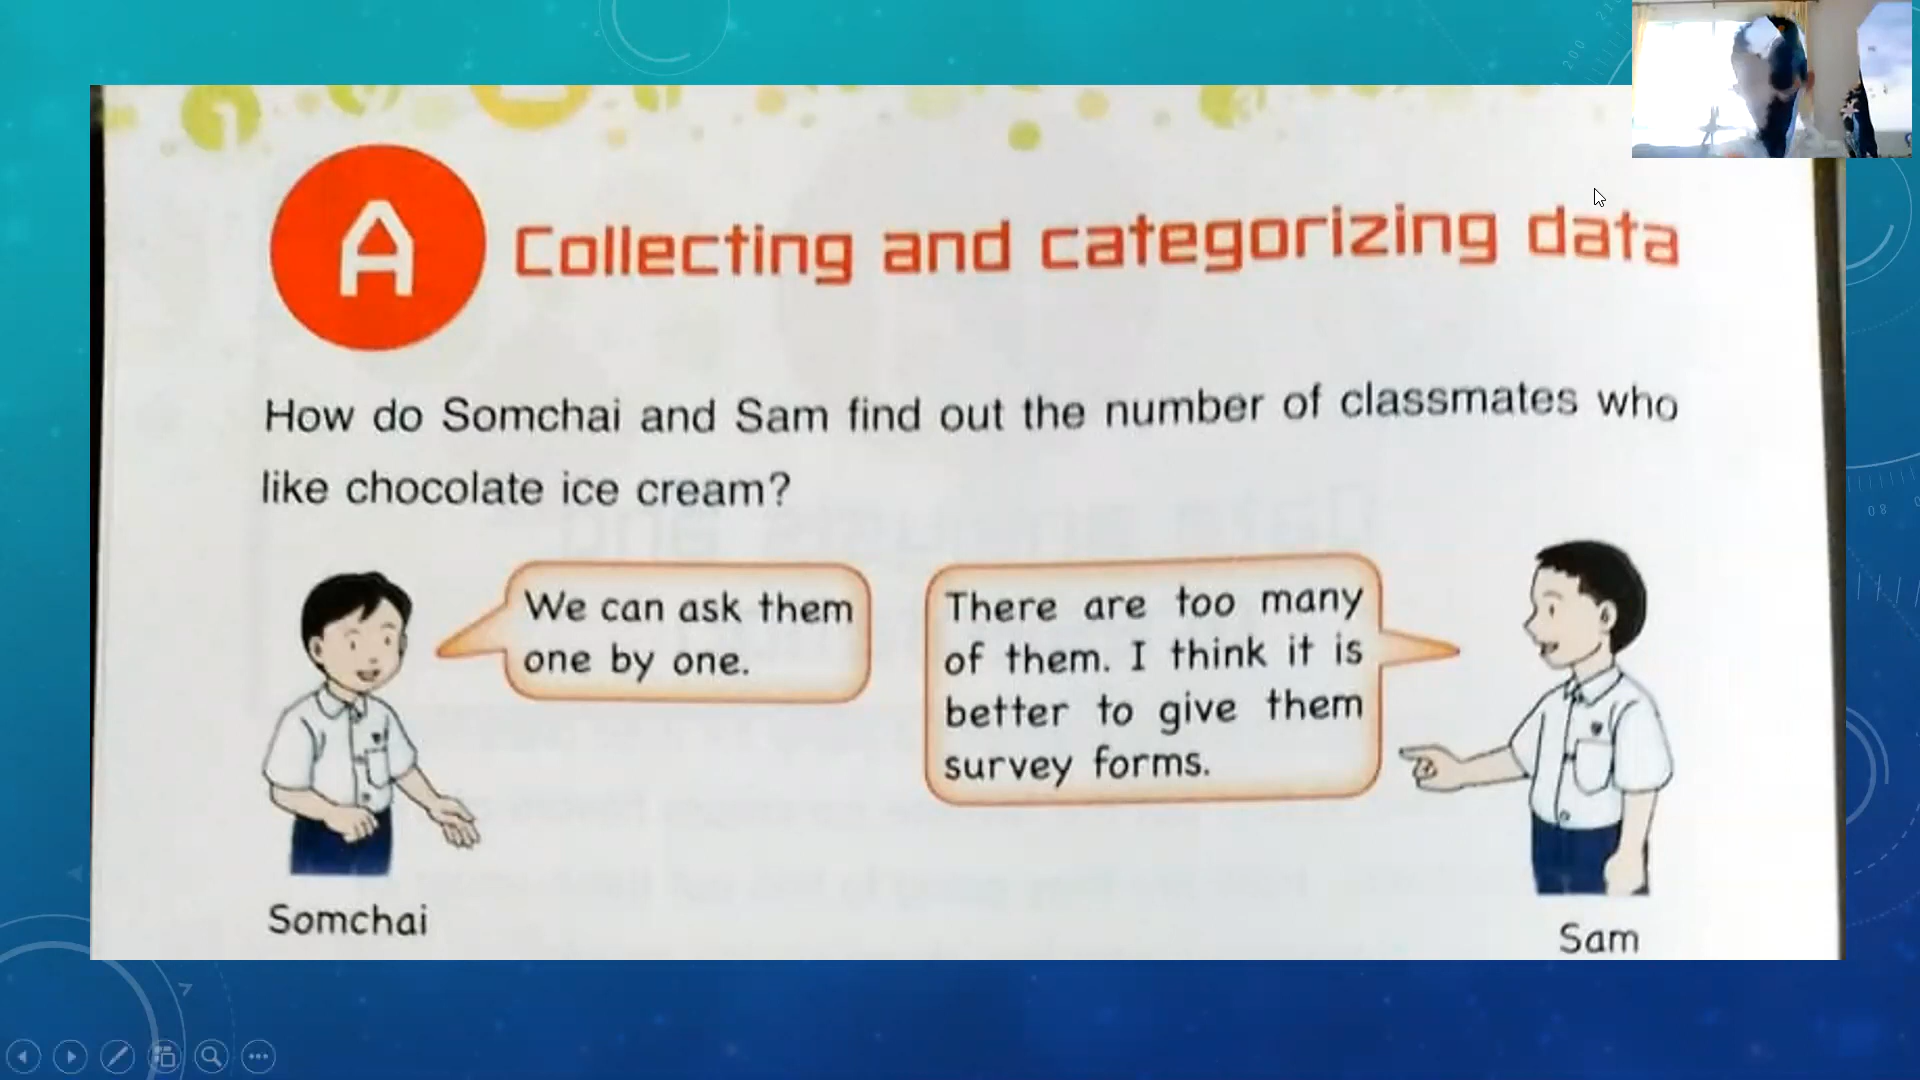 A Collecting and categorizing data
How do Somchai and Sam find out the number of classmates who
like chocolate ice cream?
We can ask them
one by one.
There are too many
of them. I think it is
better to give them
survey forms.
Somchai
Sam